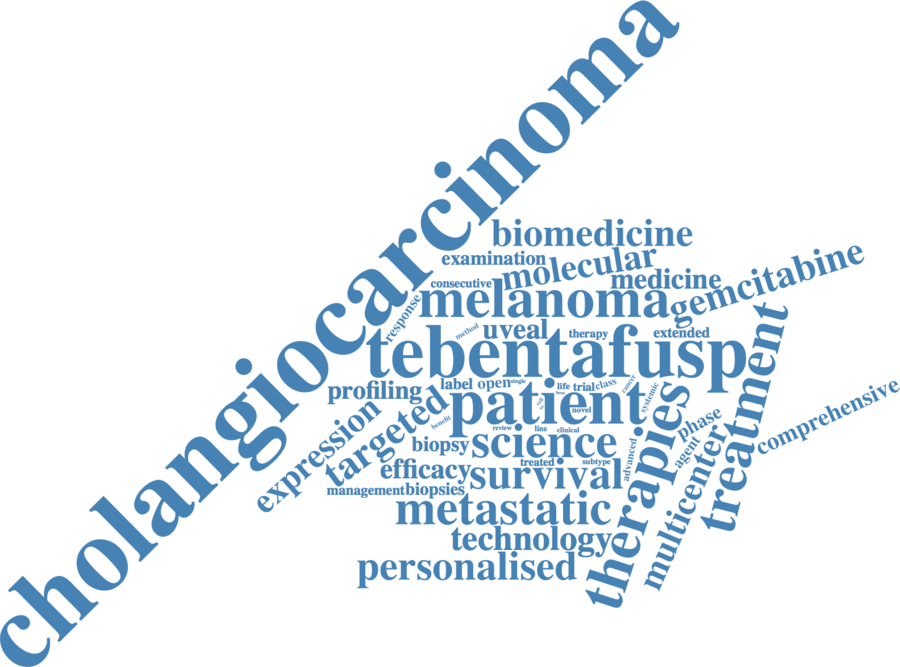 cholangiocarcinoma
biomedicine
examination
molecular
medicine
gemcitabine
consecutive
melanoma
response
method
uveal
therapy
extended
tebentafusp
treatment
profiling
label
open
single
life
trial
class
cancer
systemic
targeted
patient
novel
therapies
expression
benefit
review
line
clinical
phase
comprehensive
biopsy
science
advanced
agent
multicenter
efficacy
treated
subtype
survival
management
biopsies
metastatic
technology
personalised